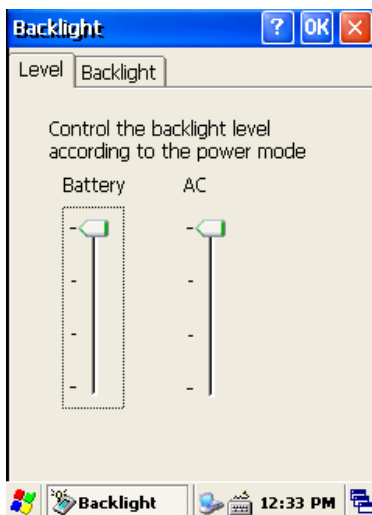 Backlight ? OK
Level Backlight
Control the backlight level
according to the power mode
Battery AC
Backlight 12:33 PM